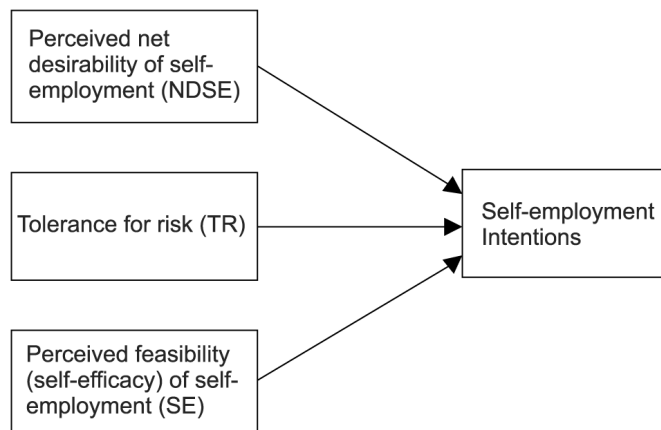 Perceived net
desirability of self-
employment (NDSE)
Tolerance for risk (TR)
Self-employment
Intentions
Perceived feasibility
(self-efficacy) of self-
employment (SE)